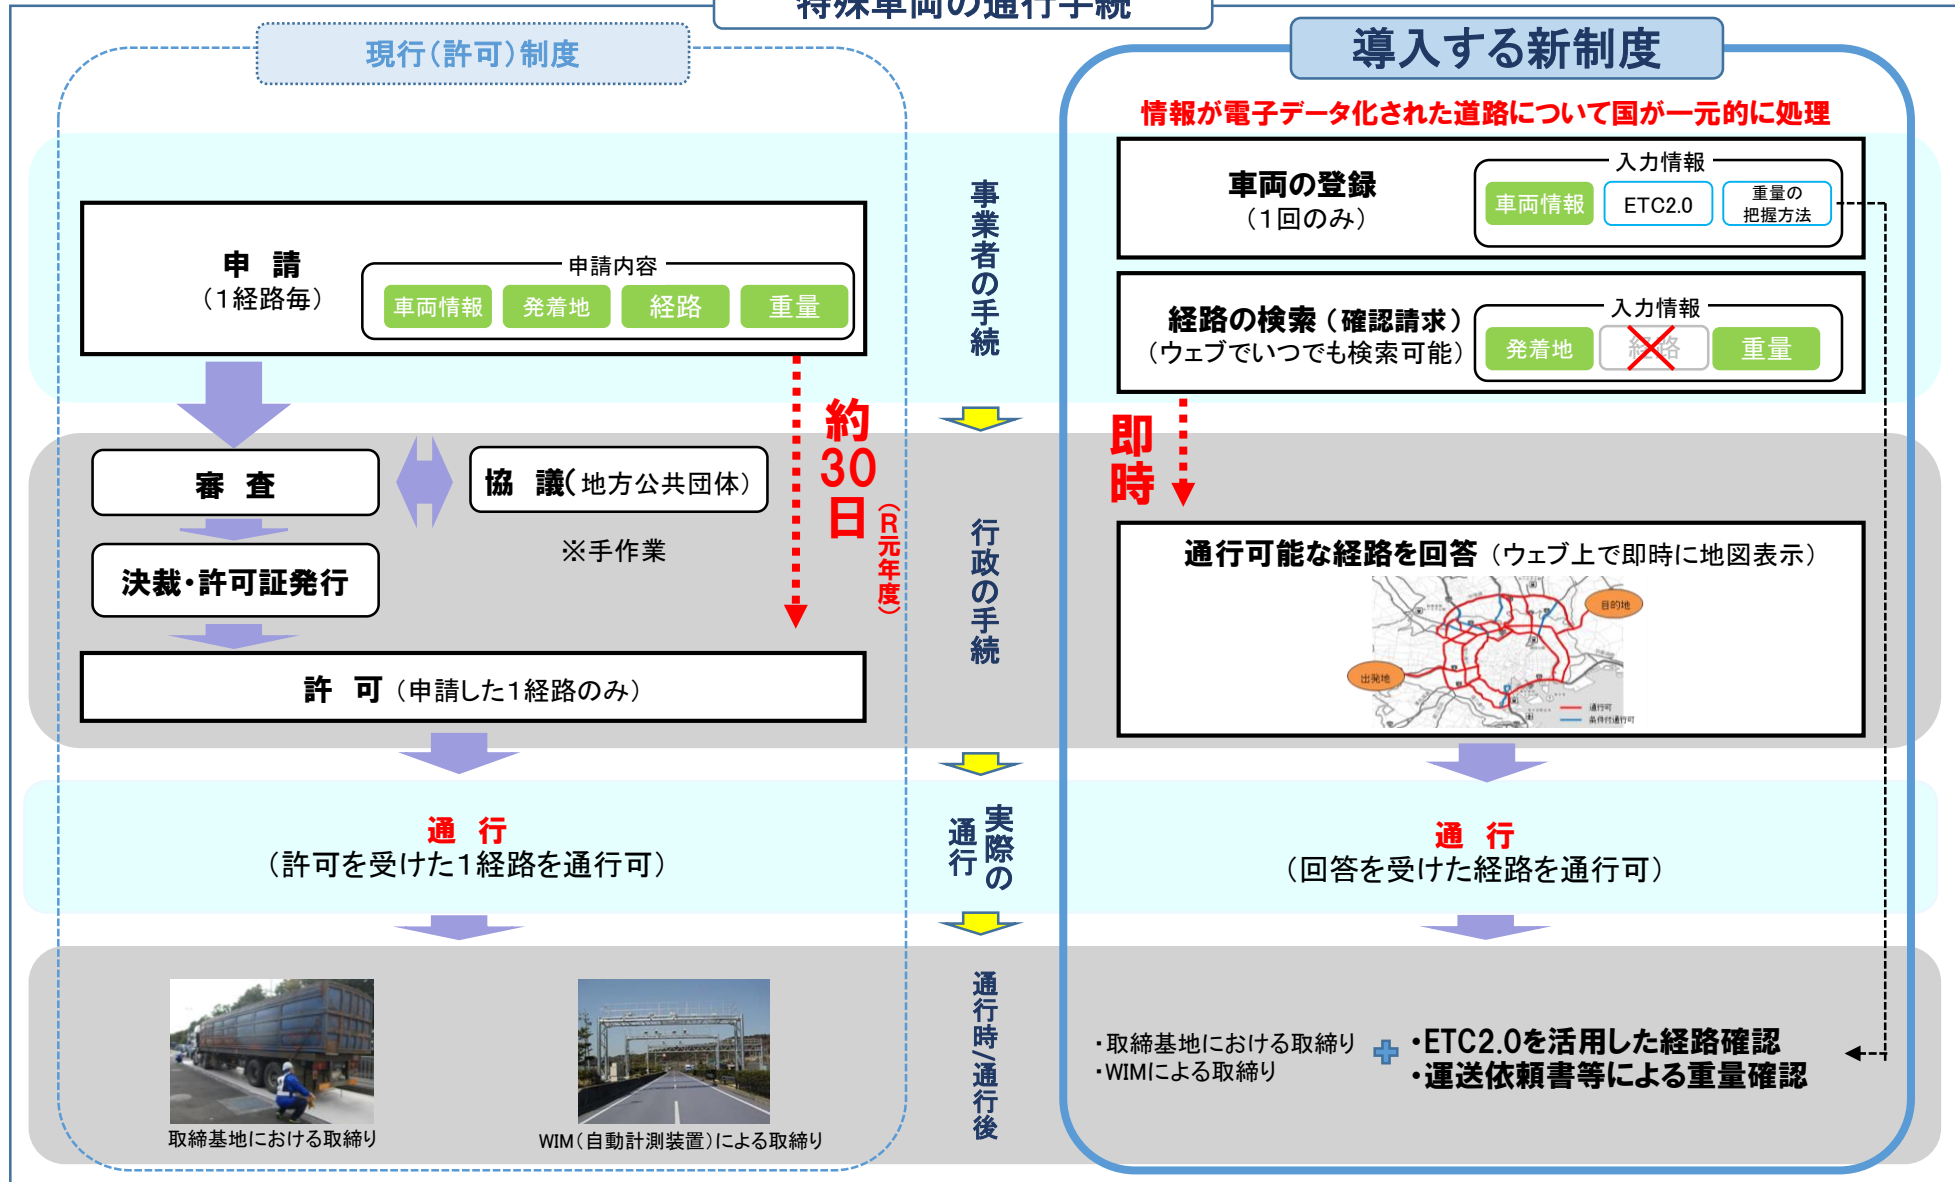 特殊車両の通行手続
現行(許可)制度
申 請
(1経路毎)
申請内容
車両情報
発着地
経路
重量
約30日
(R元年度)
審 査
協 議(地方公共団体)
※手作業
決裁・許可証発行
許 可 (申請した1経路のみ)
通 行
(許可を受けた1経路を通行可)
取締基地における取締り
WIM(自動計測装置)による取締り
事業者の手続
行政の手続
実際の
通行
通行時/通行後
導入する新制度
情報が電子データ化された道路について国が一元的に処理
車両の登録
(1回のみ)
入力情報
車両情報
ETC2.0
重量の
把握方法
経路の検索(確認請求)
(ウェブでいつでも検索可能)
入力情報
発着地
経路
重量
即時
通行可能な経路を回答(ウェブ上で即時に地図表示)
目的地
出発地
通行可
条件付通行可
通 行
(回答を受けた経路を通行可)
・取締基地における取締り
・WIMによる取締り
・ETC2.0を活用した経路確認
・運送依頼書等による重量確認